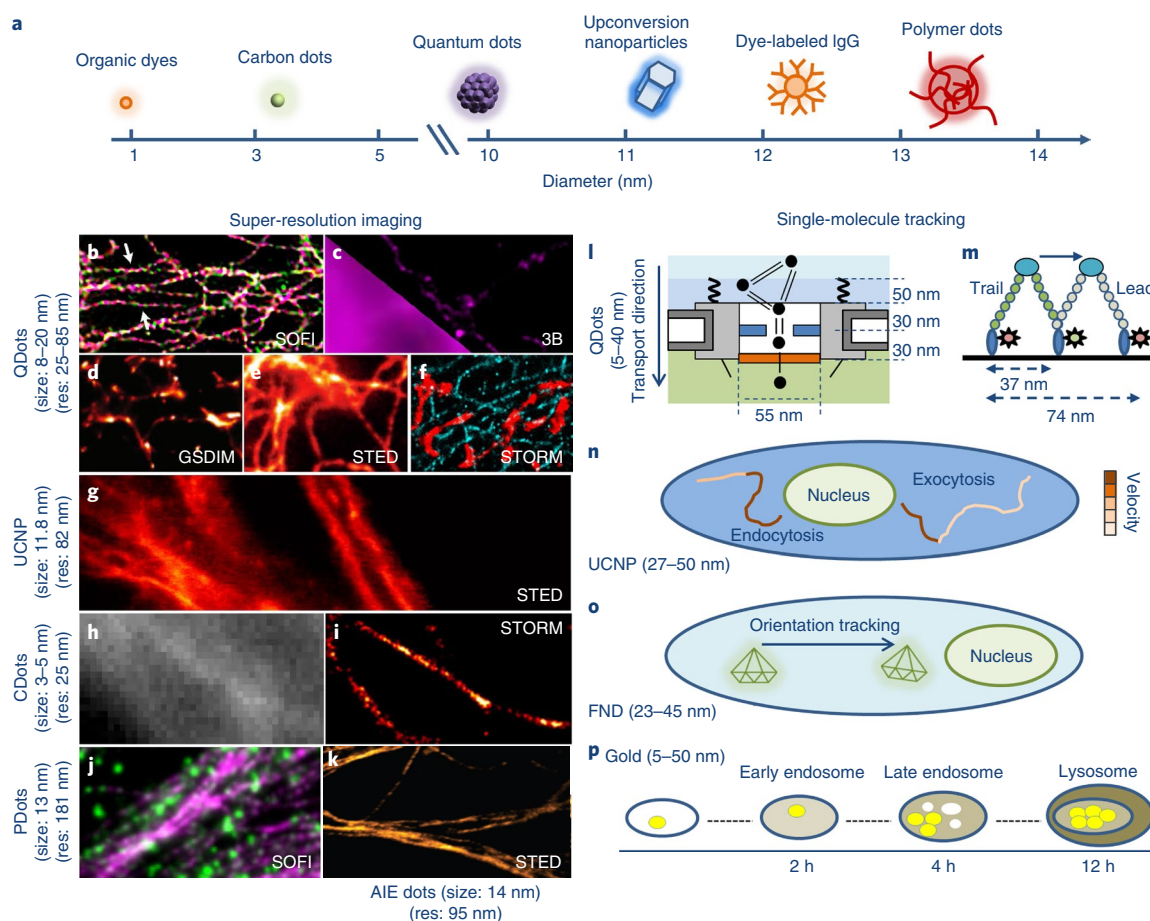 a
Organic dyes
Carbon dots
Quantum dots
Upconversion
nanoparticles
Dye-labeled IgG
Polymer dots
1
3
5
10
11
12
13
14
Diameter (nm)
Super-resolution imaging
QDots
(size: 8–20 nm)
(res: 25–85 nm)
b
SOFI
c
3B
d
GSDIM
e
STED
f
STORM
UCNP
(size: 11.8 nm)
(res: 82 nm)
g
STED
CDots
(size: 3–5 nm)
(res: 25 nm)
h
i
STORM
PDots
(size: 13 nm)
(res: 181 nm)
j
SOFI
k
STED
AIE dots (size: 14 nm)
(res: 95 nm)
Single-molecule tracking
l
QDots
(5–40 nm)
Transport direction
50 nm
30 nm
30 nm
55 nm
m
Trail
Lead
37 nm
74 nm
n
Nucleus
Exocytosis
Endocytosis
Velocity
UCNP (27–50 nm)
o
Orientation tracking
Nucleus
FND (23–45 nm)
p
Gold (5–50 nm)
Early endosome
Late endosome
Lysosome
2 h
4 h
12 h